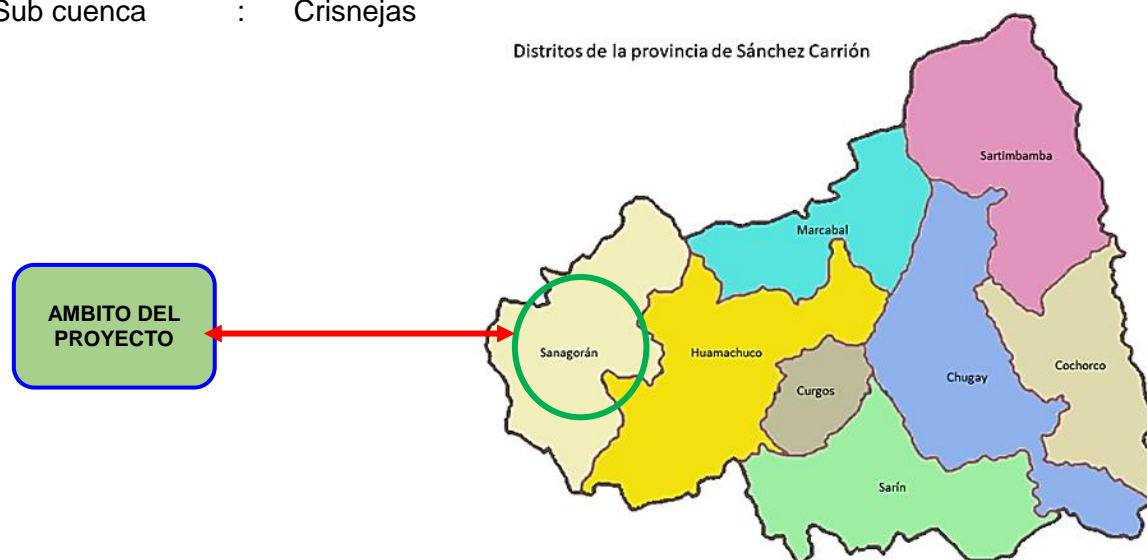 Sub cuenca : Crisnejas
Distritos de la provincia de Sánchez Carrión
Sartimbamba
Marcabal
AMBITO DEL
PROYECTO
Sanagorán
Huamachuco
Cochorco
Chugay
Curgos
Sarín